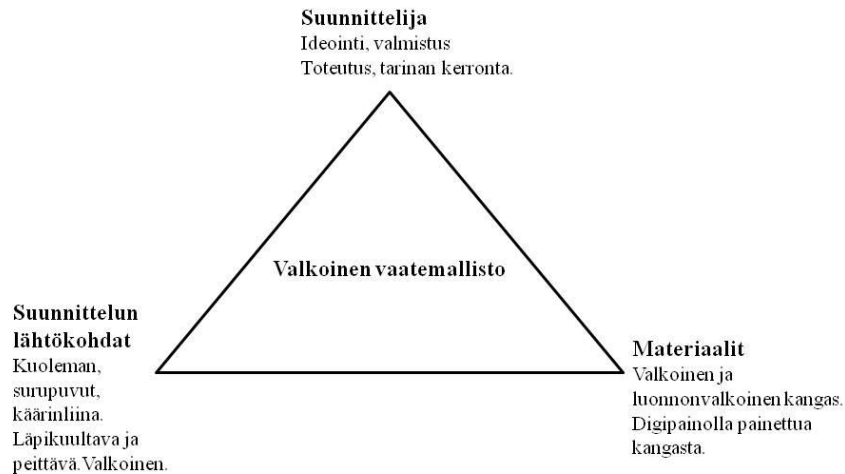 Suunnittelija
Ideointi, valmistus
Toteutus, tarinan kerronta.
Valkoinen vaatemallisto
Suunnittelun
lähtökohdat
Kuoleman,
surupuvut,
käärinliina.
Läpikuultava ja
peittävä.Valkoinen.
Materiaalit
Valkoinen ja
luonnonvalkoinen kangas.
Digipainolla painettua
kangasta.